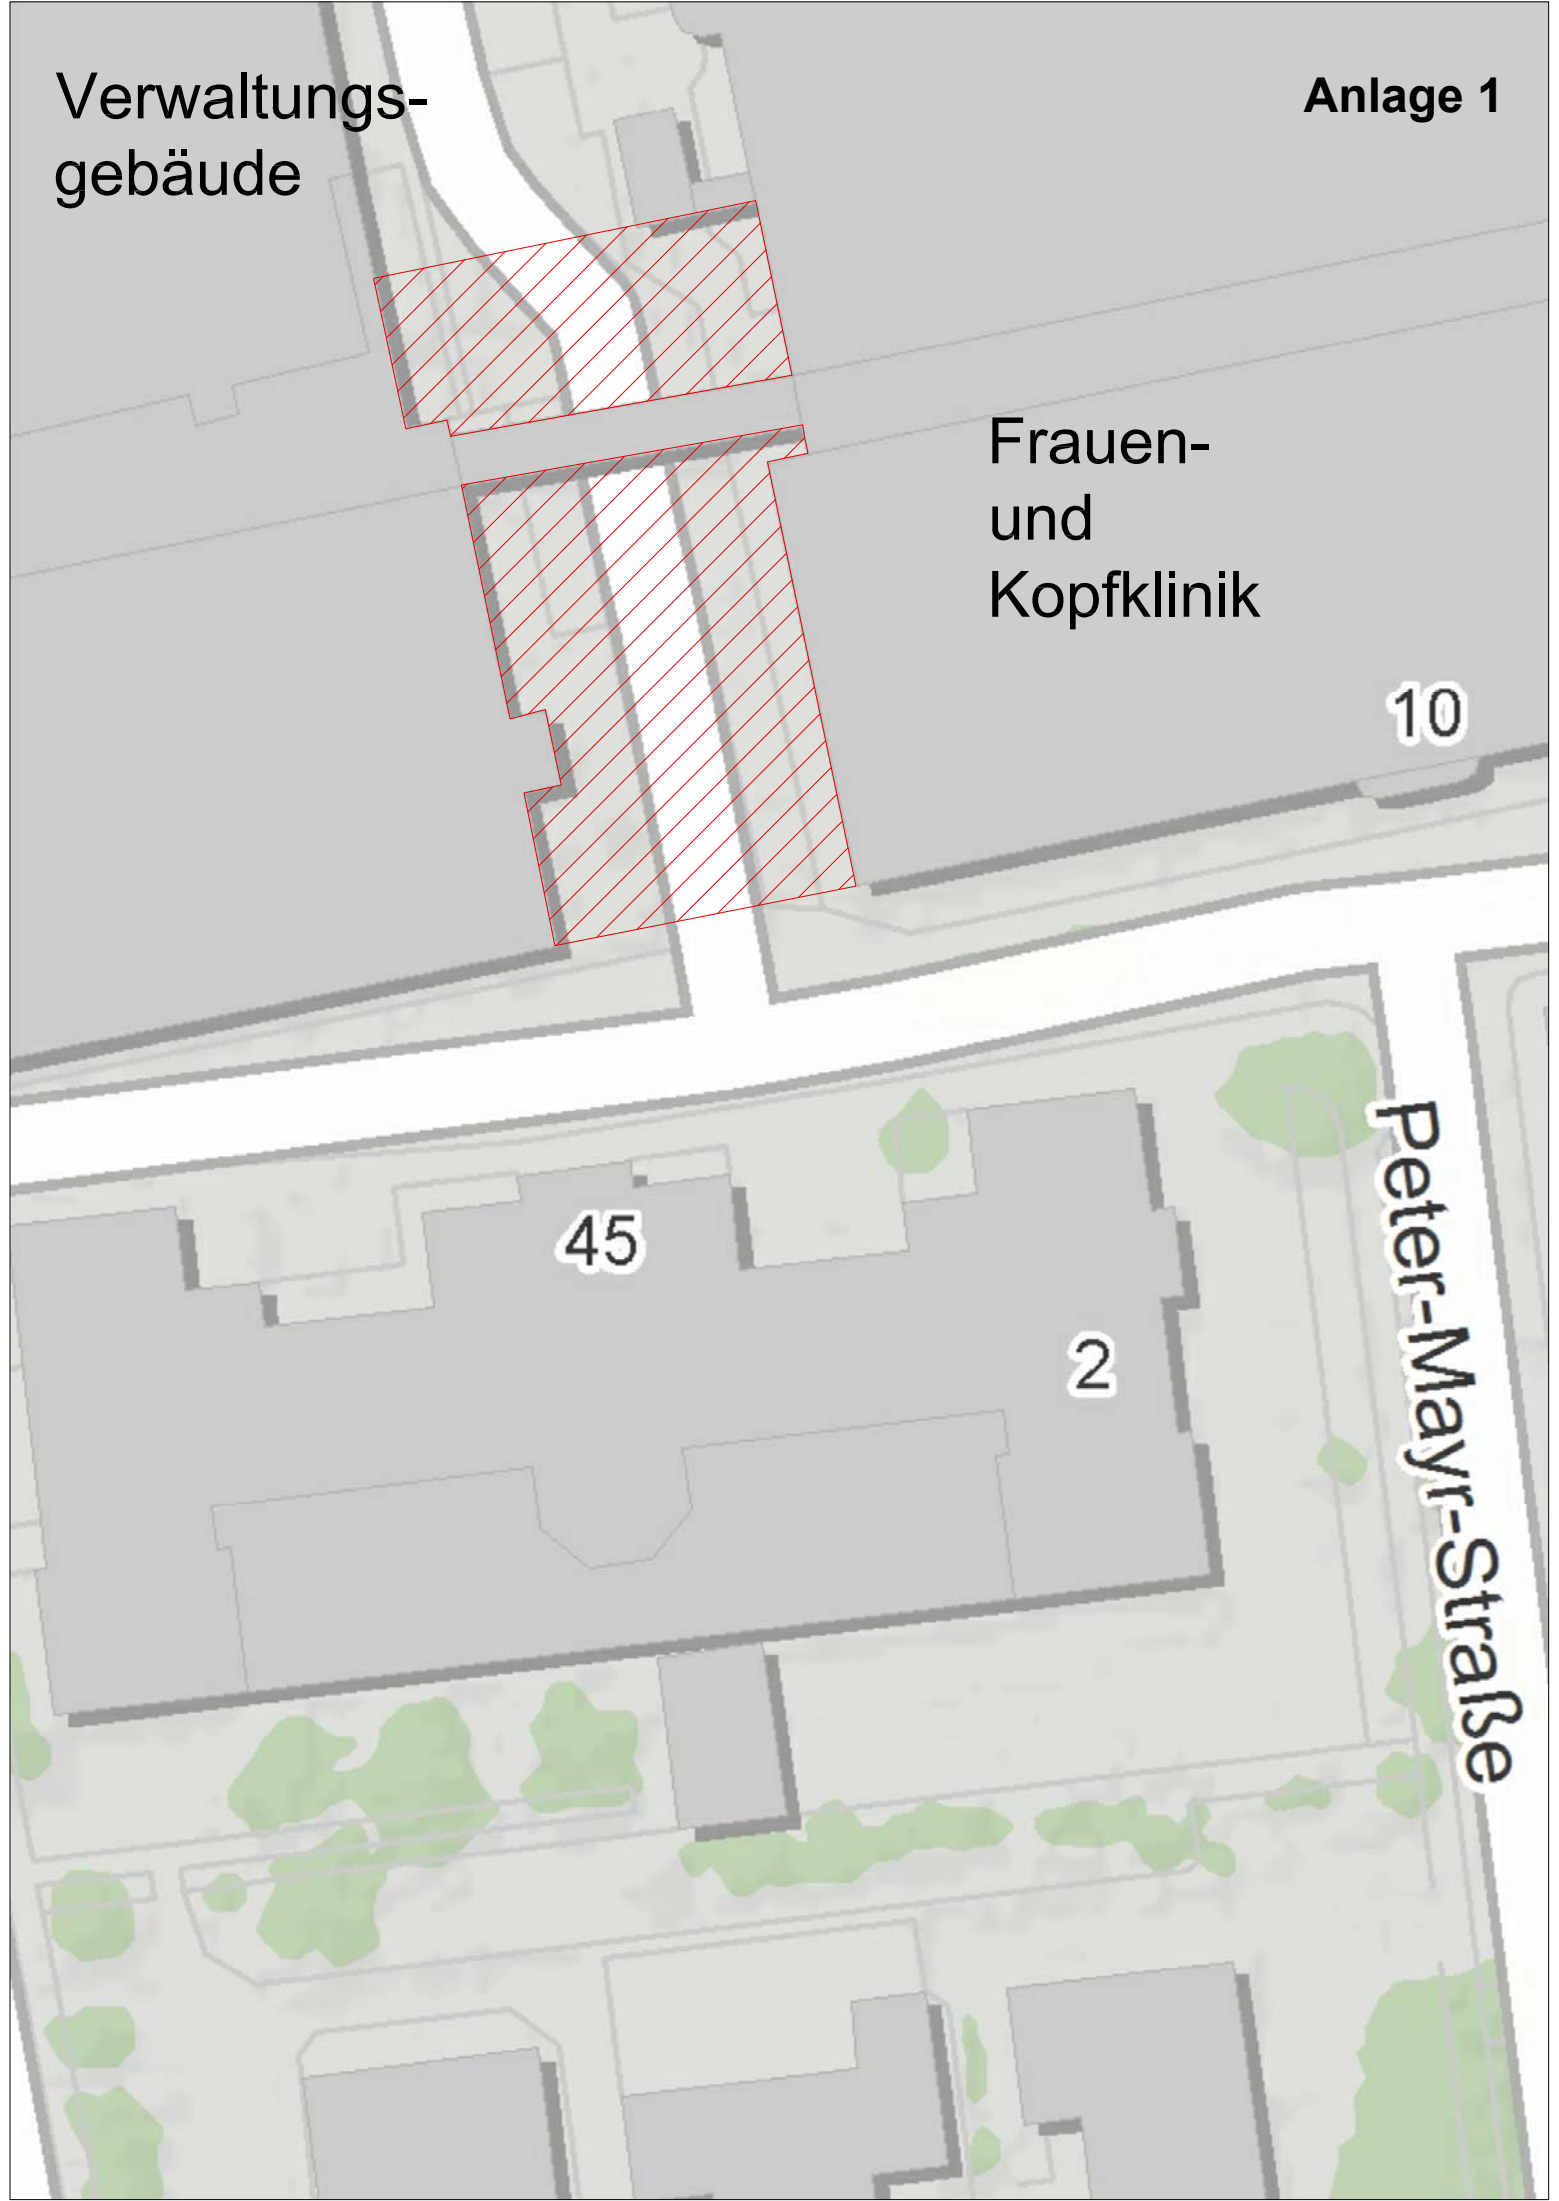 Verwaltungs-
gebäude
Anlage 1
Frauen-
und
Kopfklinik
10
45
2
Peter-Mayr-Straße